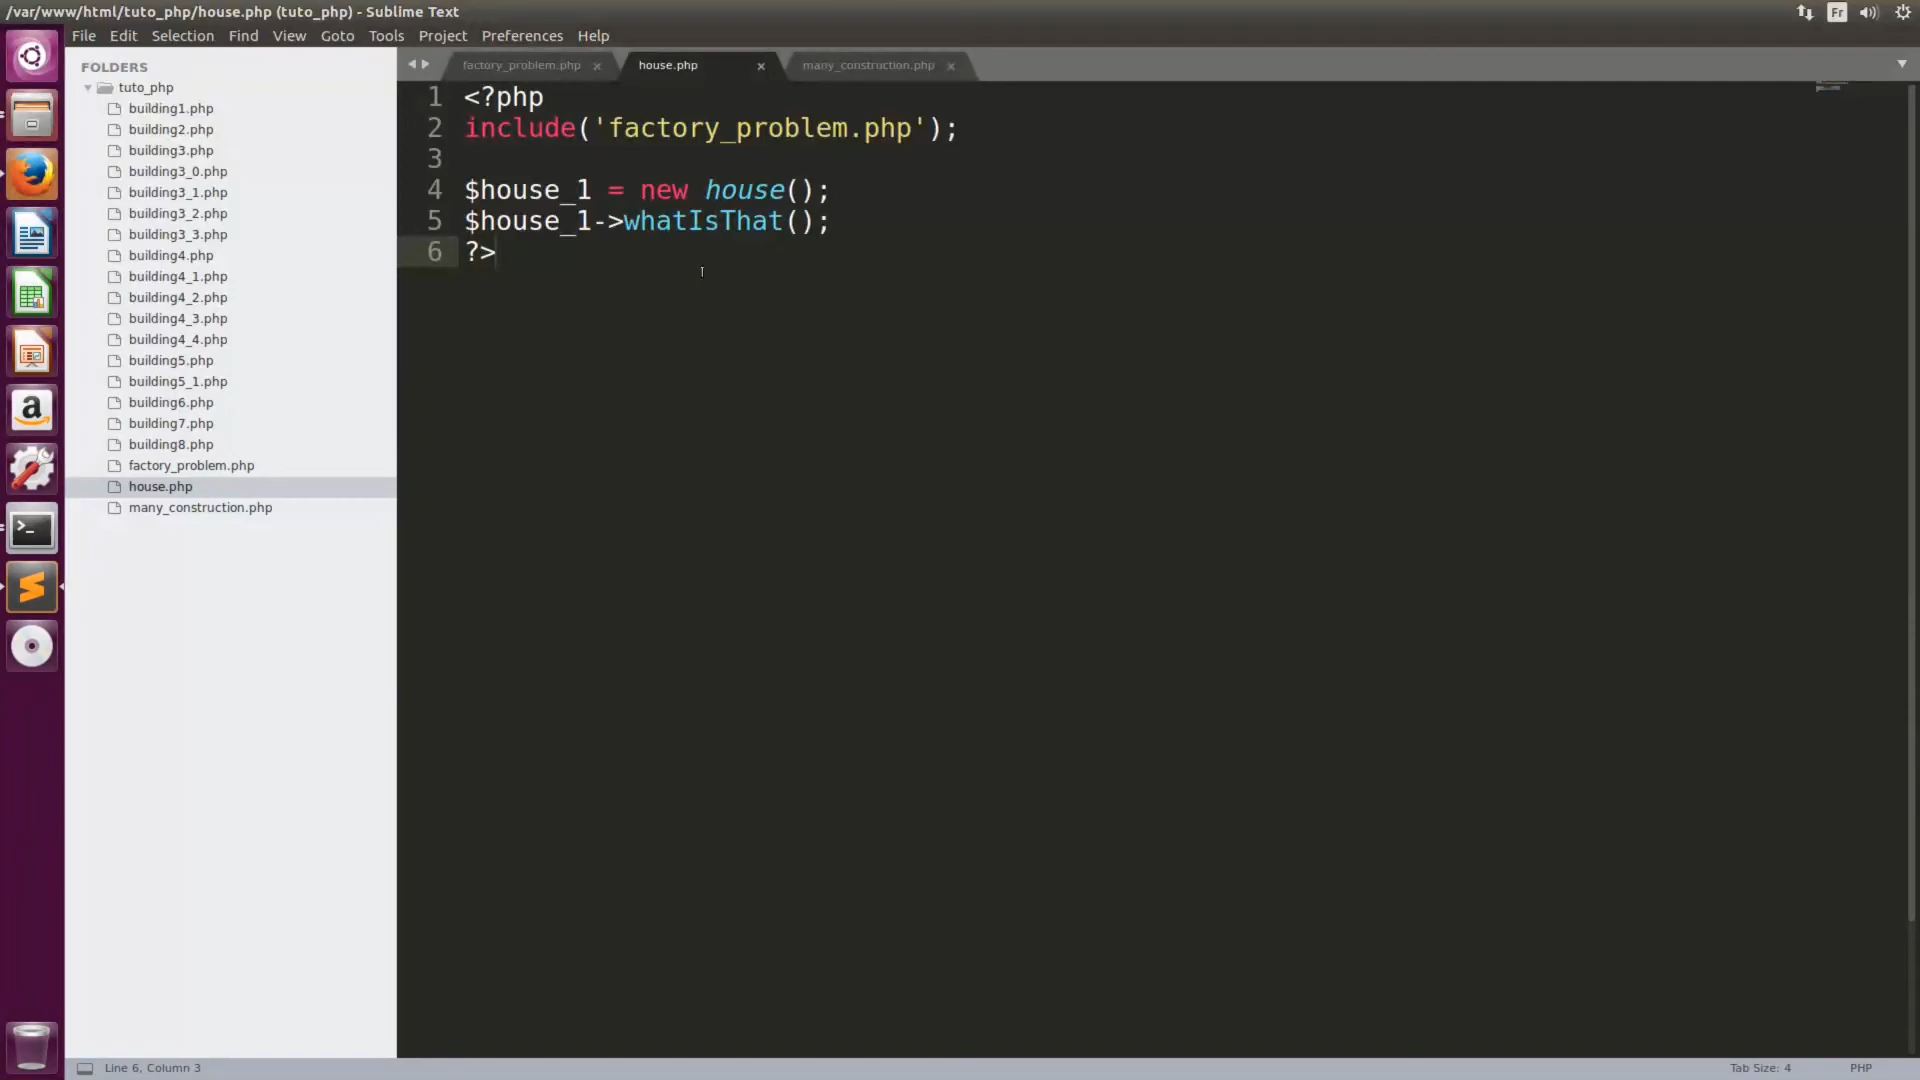 /var/www/html/tuto_php/house.php (tuto_php) - Sublime Text
Fr
File Edit Selection Find View Goto Tools Project Preferences Help
FOLDERS
tuto_php
building1.php
building2.php
building3.php
building3_0.php
building3_1.php
building3_2.php
building3_3.php
building4.php
building4_1.php
building4_2.php
building4_3.php
building4_4.php
building5.php
building5_1.php
building6.php
building7.php
building8.php
factory_problem.php
house.php
many_construction.php
factory_problem.php × house.php × many_construction.php ×
1 <?php
2 include('factory_problem.php');
3
4 $house_1 = new house();
5 $house_1->whatIsThat();
6 ?>
Line 6, Column 3
Tab Size: 4
PHP